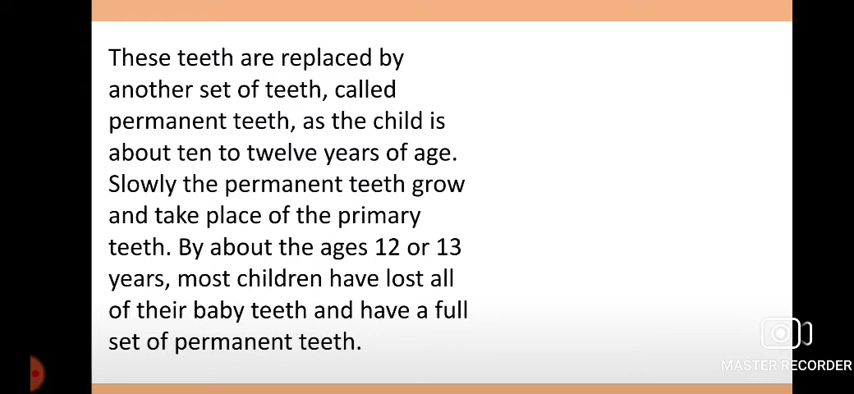 These teeth are replaced by
another set of teeth, called
permanent teeth, as the child is
about ten to twelve years of age.
Slowly the permanent teeth grow
and take place of the primary
teeth. By about the ages 12 or 13
years, most children have lost all
of their baby teeth and have a full
set of permanent teeth.
MASTER RECORDER